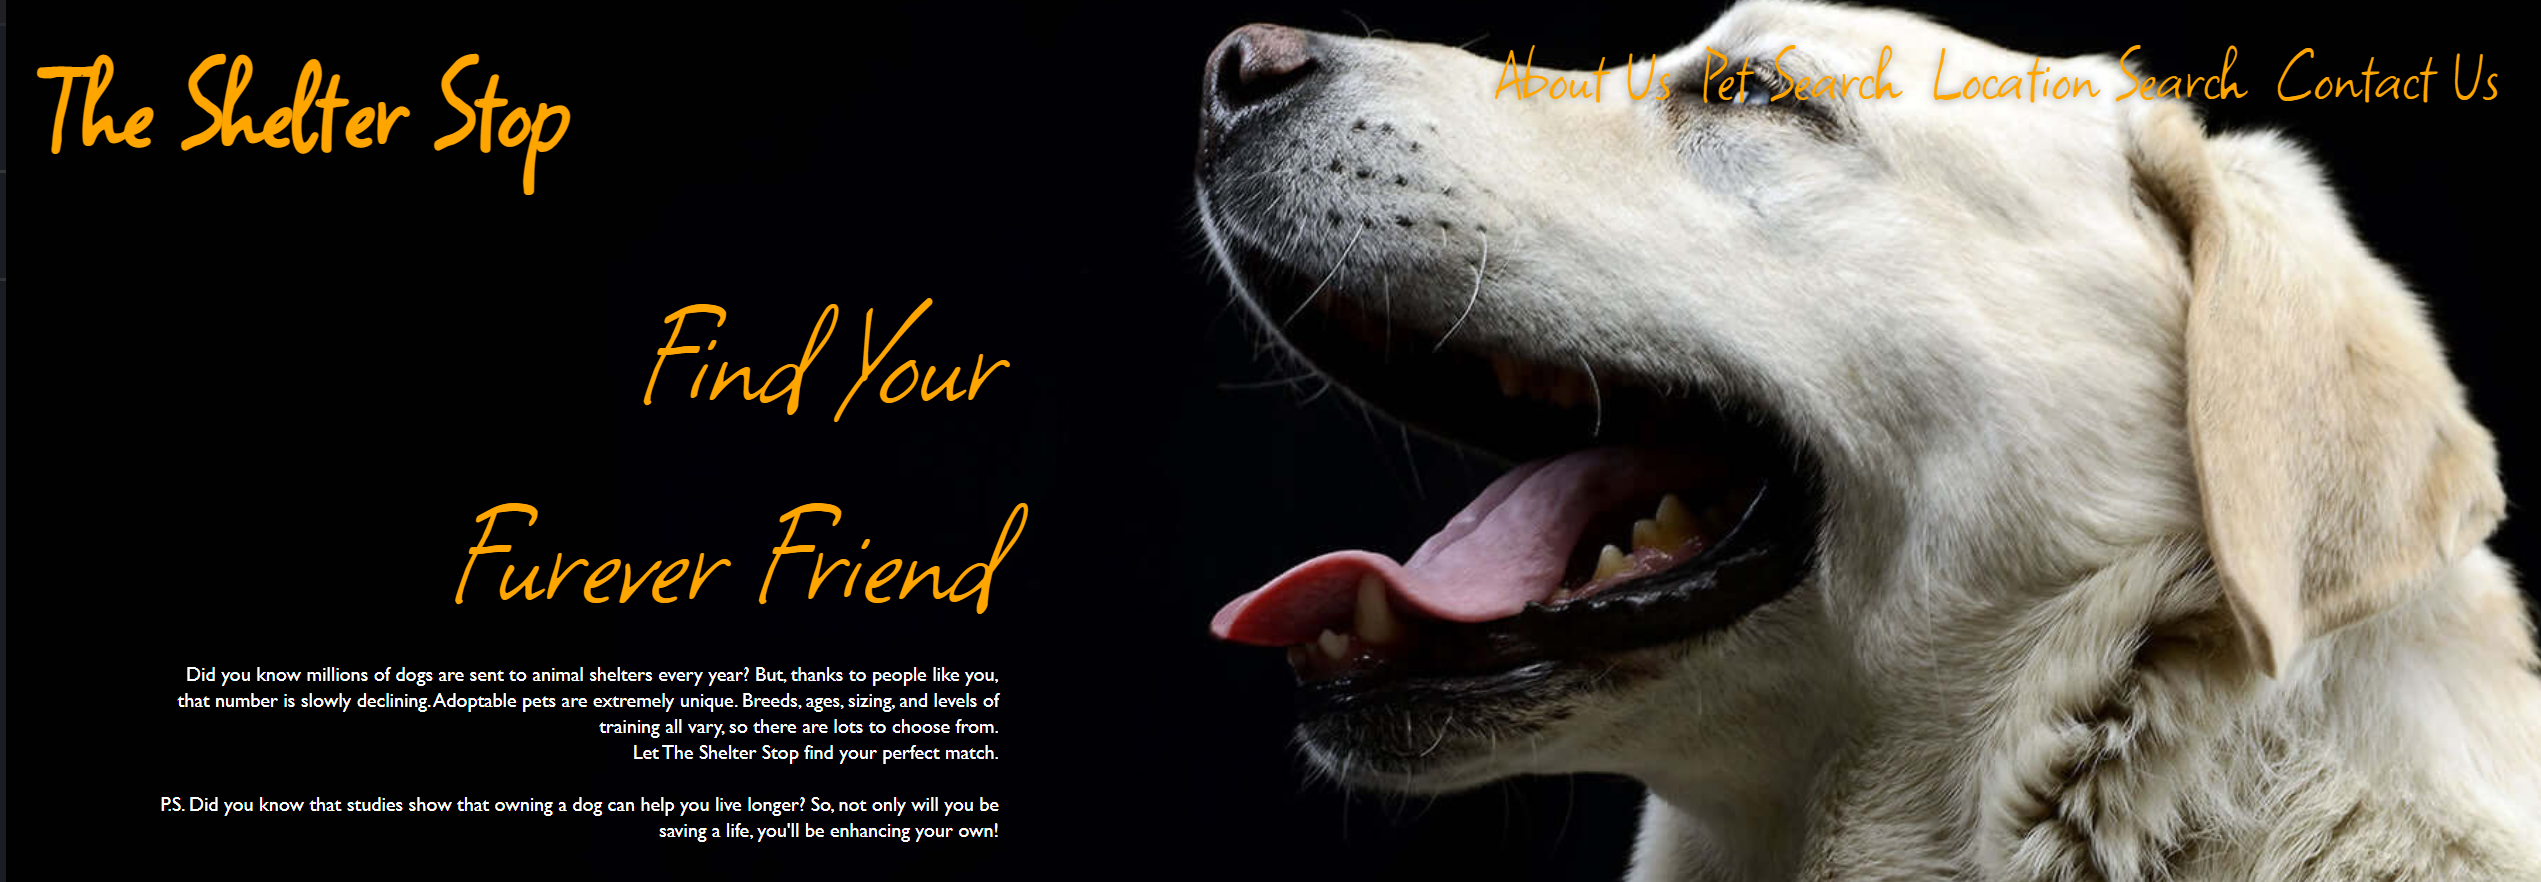 The Shelter Stop
About Us Pet Search Location Search Contact Us
Find Your
Furever Friend
Did you know millions of dogs are sent to animal shelters every year? But, thanks to people like you,
that number is slowly declining. Adoptable pets are extremely unique. Breeds, ages, sizing, and levels of
training all vary, so there are lots to choose from.
Let The Shelter Stop find your perfect match.
P.S. Did you know that studies show that owning a dog can help you live longer? So, not only will you be
saving a life, you'll be enhancing your own!